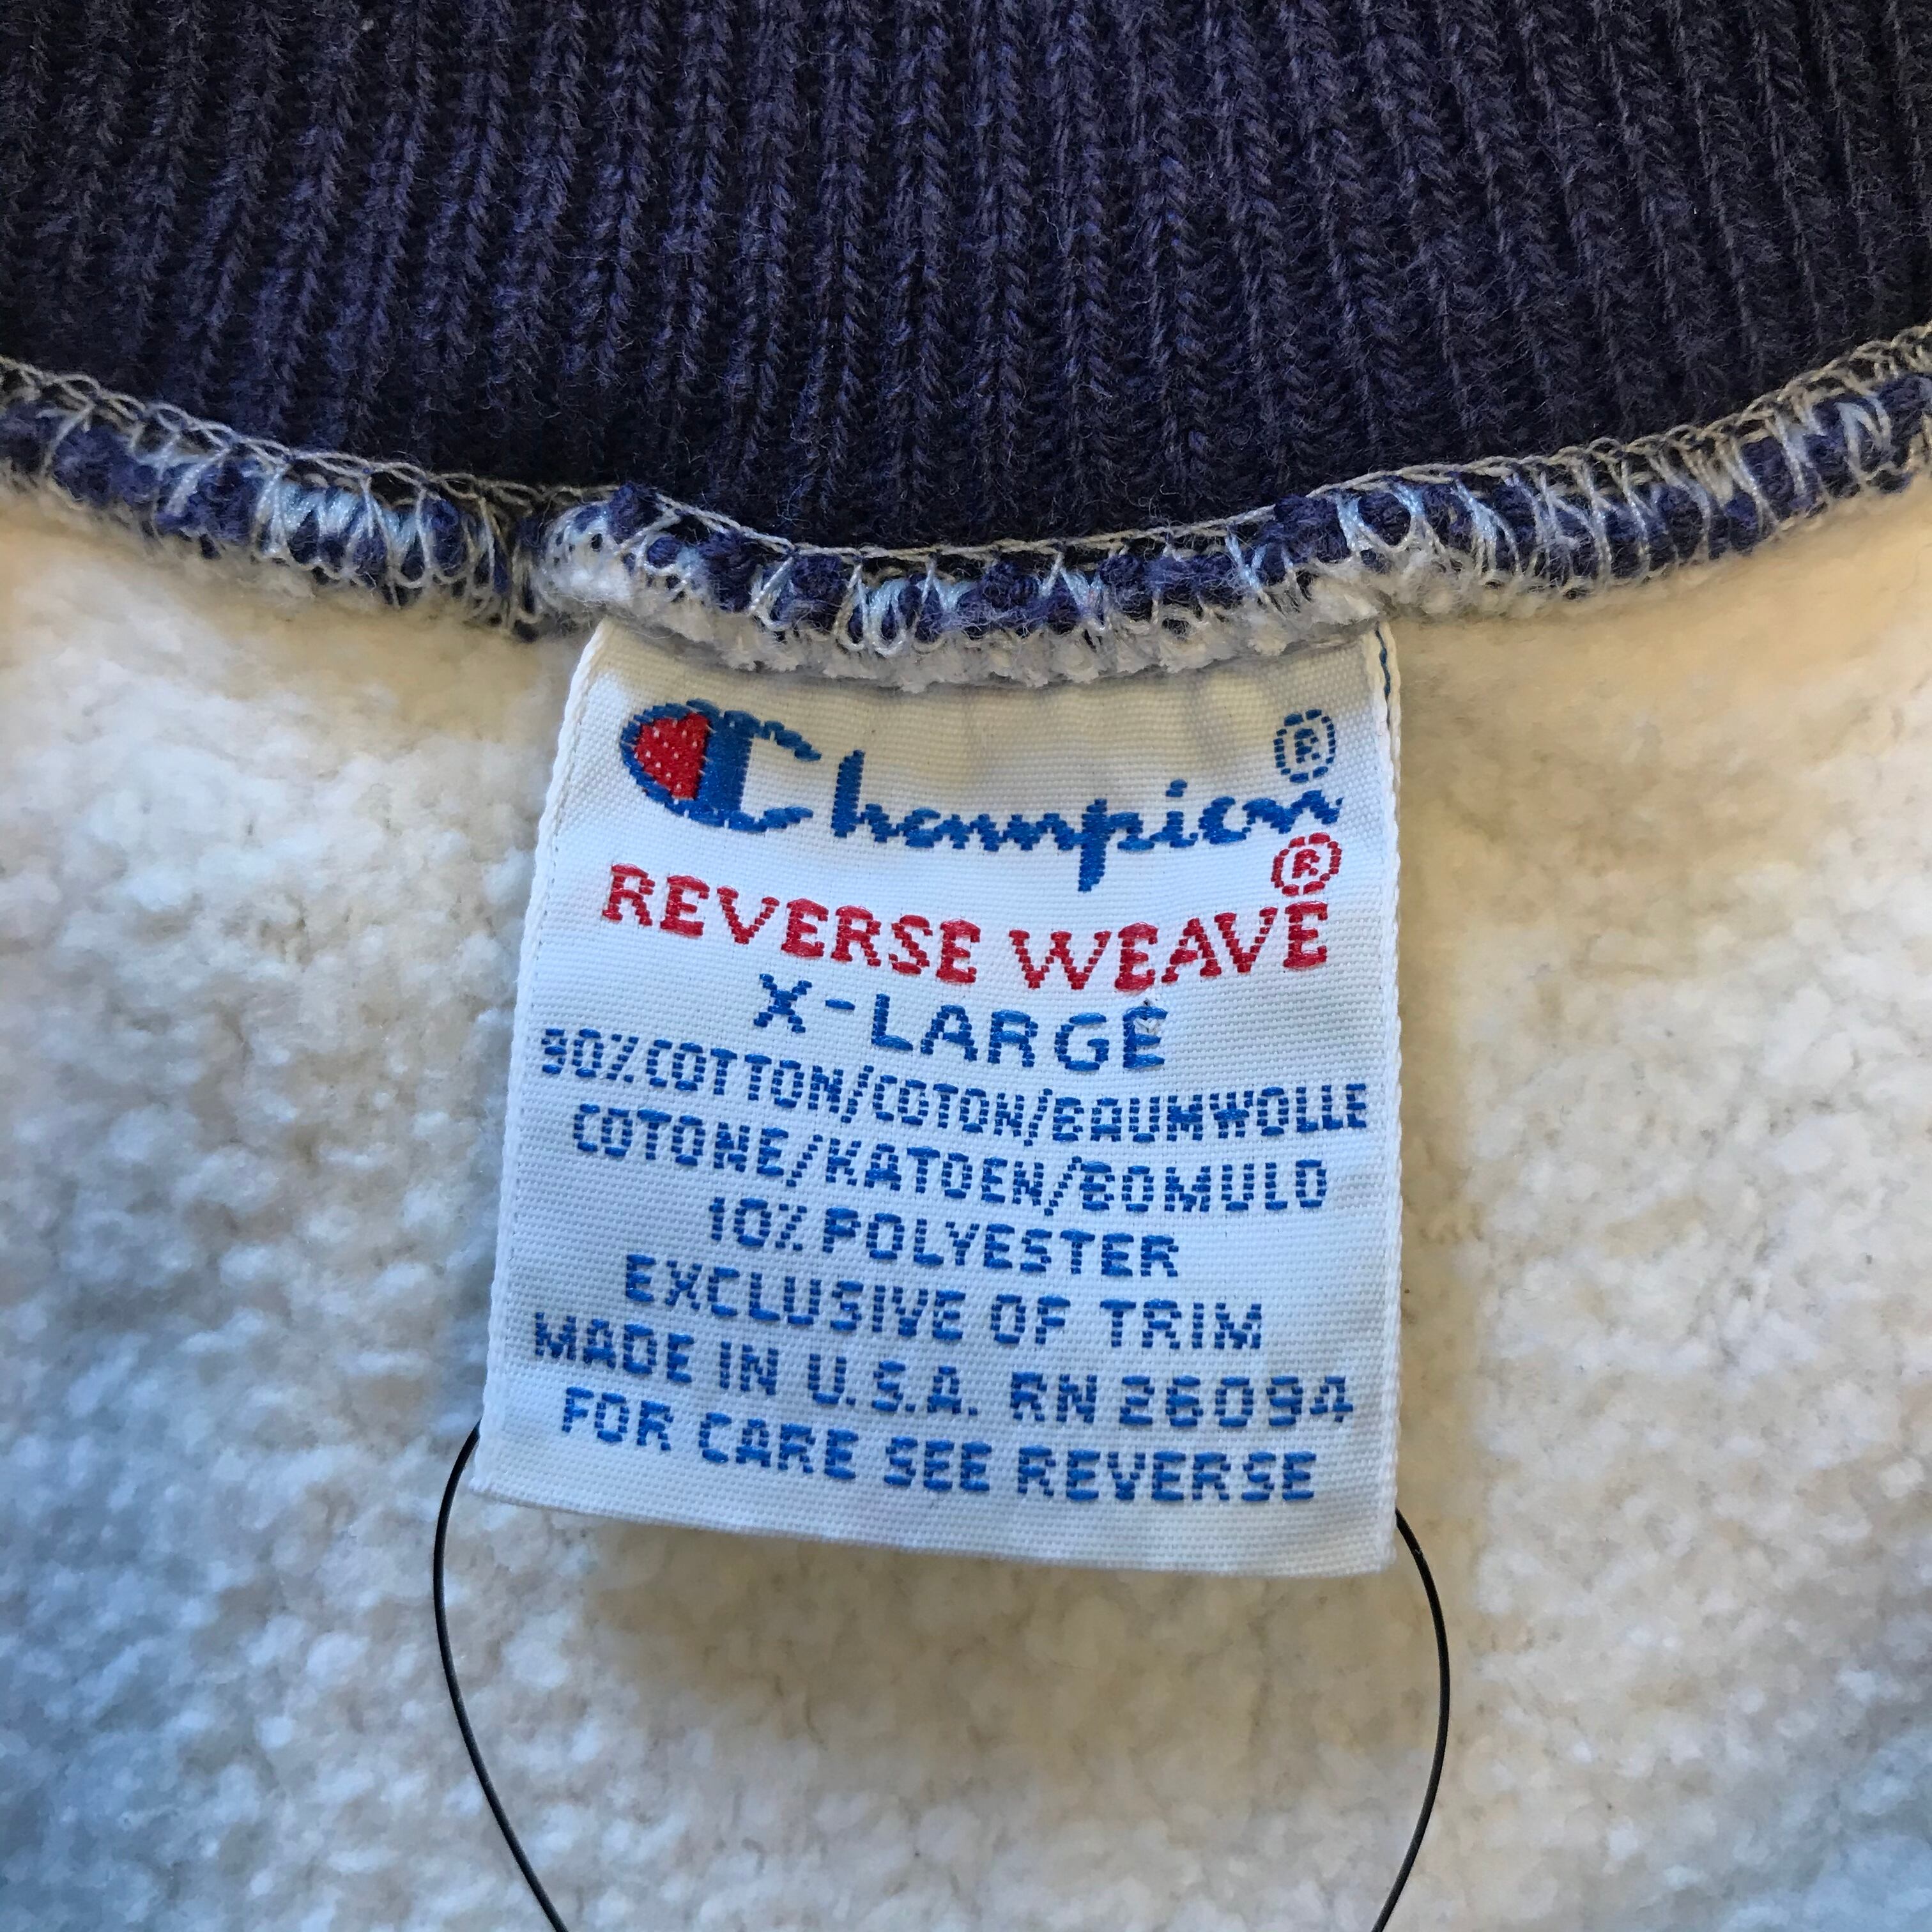 Champion®
REVERSE WEAVE®
X-LARGE
90% COTTON/COTON/BAUMWOLLE
COTONE/KATOEN/BOMULD
10% POLYESTER
EXCLUSIVE OF TRIM
MADE IN U.S.A. RN 26094
FOR CARE SEE REVERSE